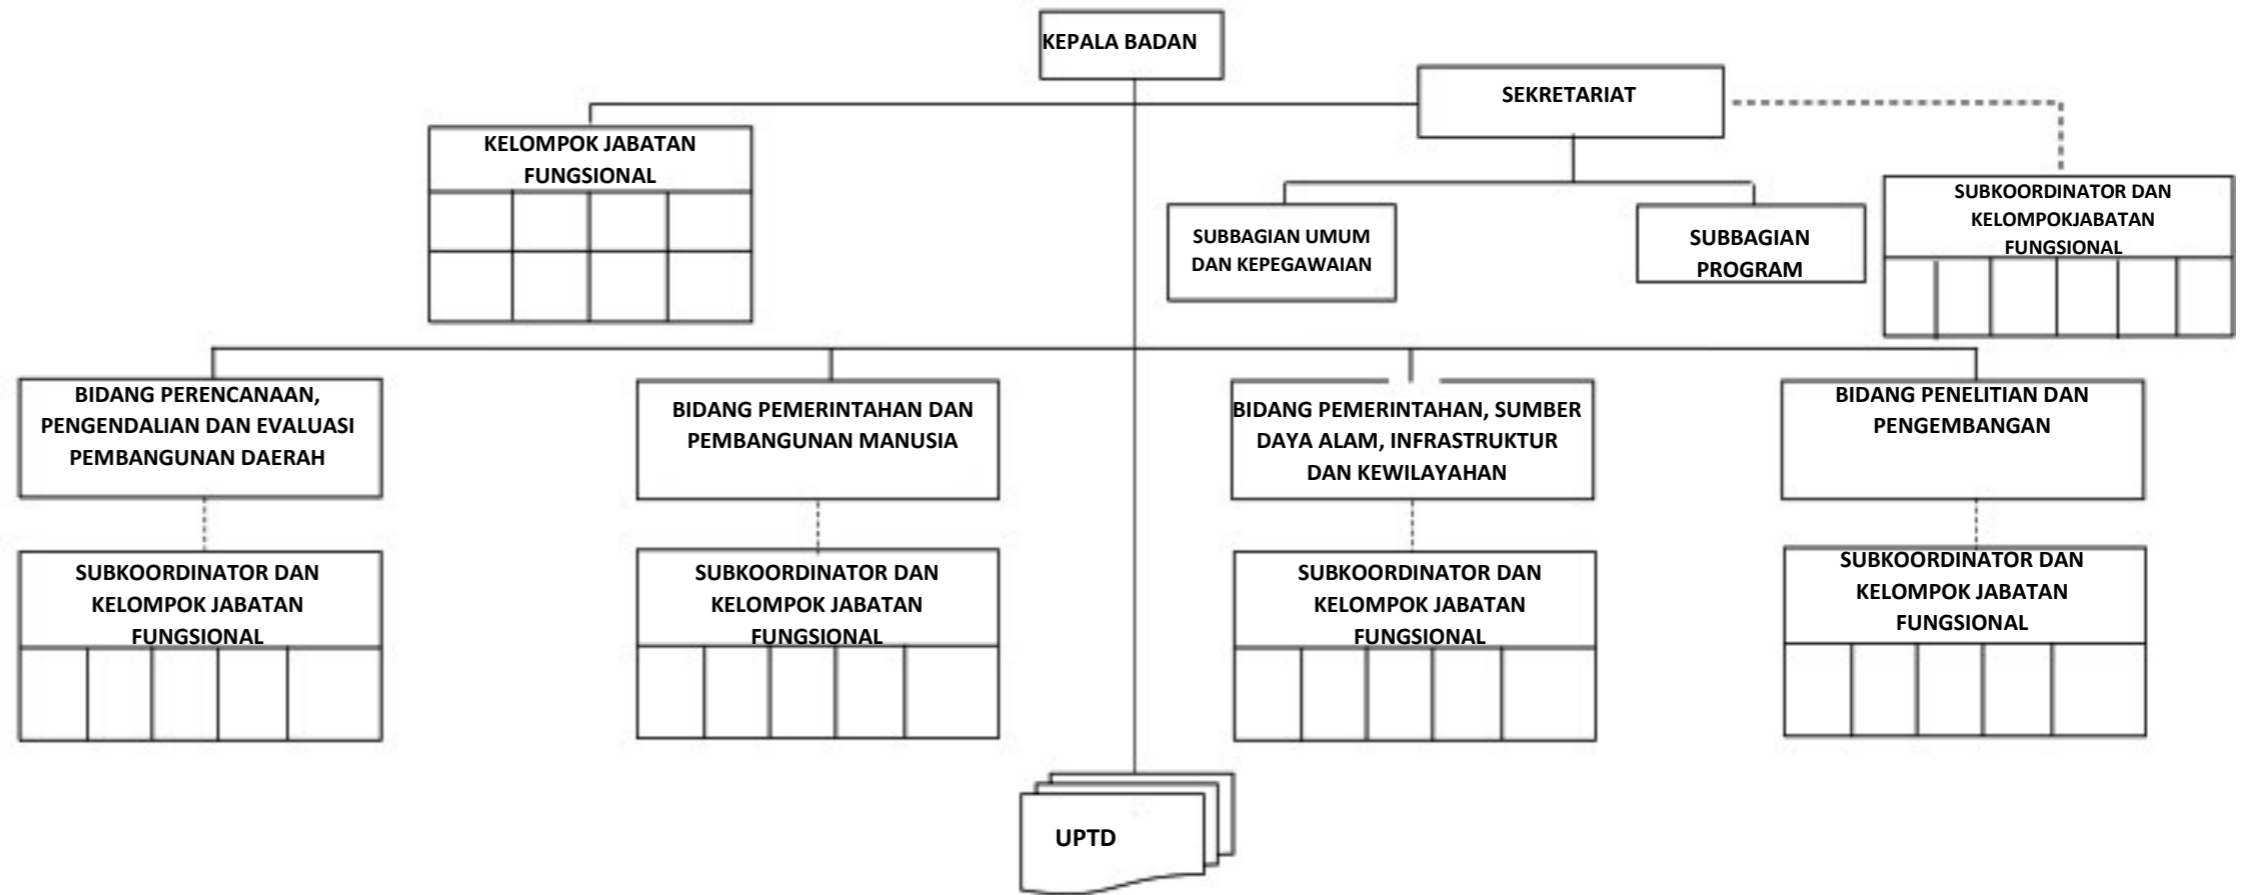 KEPALA BADAN
SEKRETARIAT
KELOMPOK JABATAN
FUNGSIONAL
SUBBAGIAN UMUM
DAN KEPEGAWAIAN
SUBBAGIAN
PROGRAM
SUBKOORDINATOR DAN
KELOMPOKJABATAN
FUNGSIONAL
BIDANG PERENCANAAN,
PENGENDALIAN DAN EVALUASI
PEMBANGUNAN DAERAH
BIDANG PEMERINTAHAN DAN
PEMBANGUNAN MANUSIA
BIDANG PEMERINTAHAN, SUMBER
DAYA ALAM, INFRASTRUKTUR
DAN KEWILAYAHAN
BIDANG PENELITIAN DAN
PENGEMBANGAN
SUBKOORDINATOR DAN
KELOMPOK JABATAN
FUNGSIONAL
SUBKOORDINATOR DAN
KELOMPOK JABATAN
FUNGSIONAL
SUBKOORDINATOR DAN
KELOMPOK JABATAN
FUNGSIONAL
SUBKOORDINATOR DAN
KELOMPOK JABATAN
FUNGSIONAL
UPTD